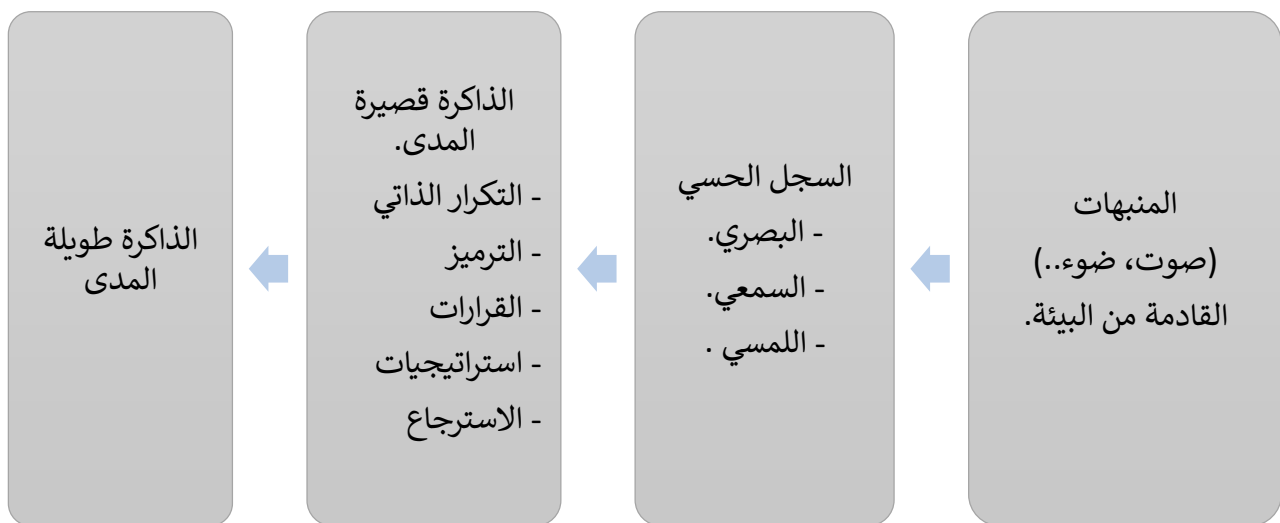 المنبهات
(صوت، ضوء..)
القادمة من البيئة.
السجل الحسي
- البصري.
- السمعي.
- اللمسي .
الذاكرة قصيرة
المدى.
- التكرار الذاتي
- الترميز
- القرارات
- استراتيجيات
- الاسترجاع
الذاكرة طويلة
المدى